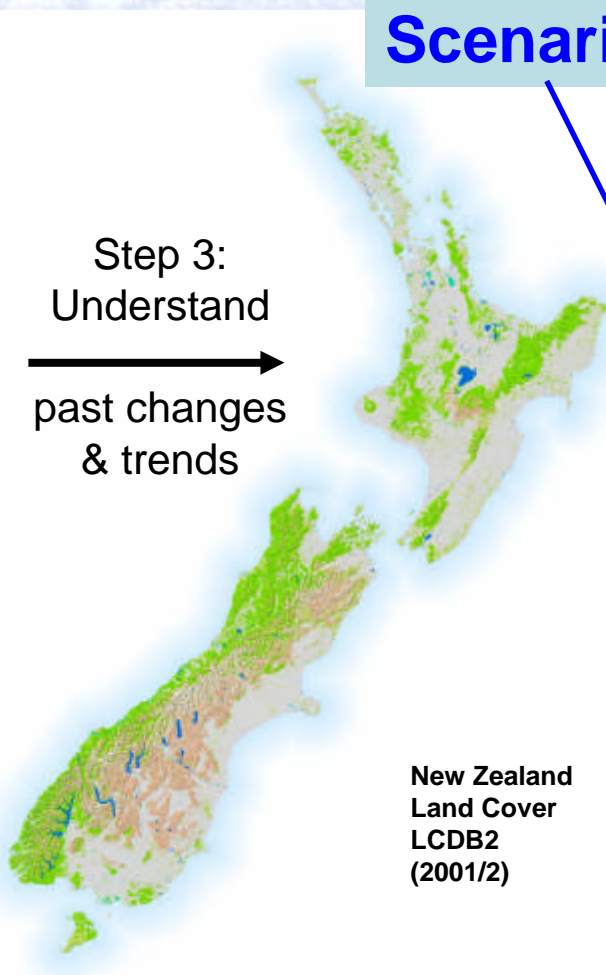 Scenari
Step 3:
Understand
past changes
& trends
New Zealand
Land Cover
LCDB2
(2001/2)